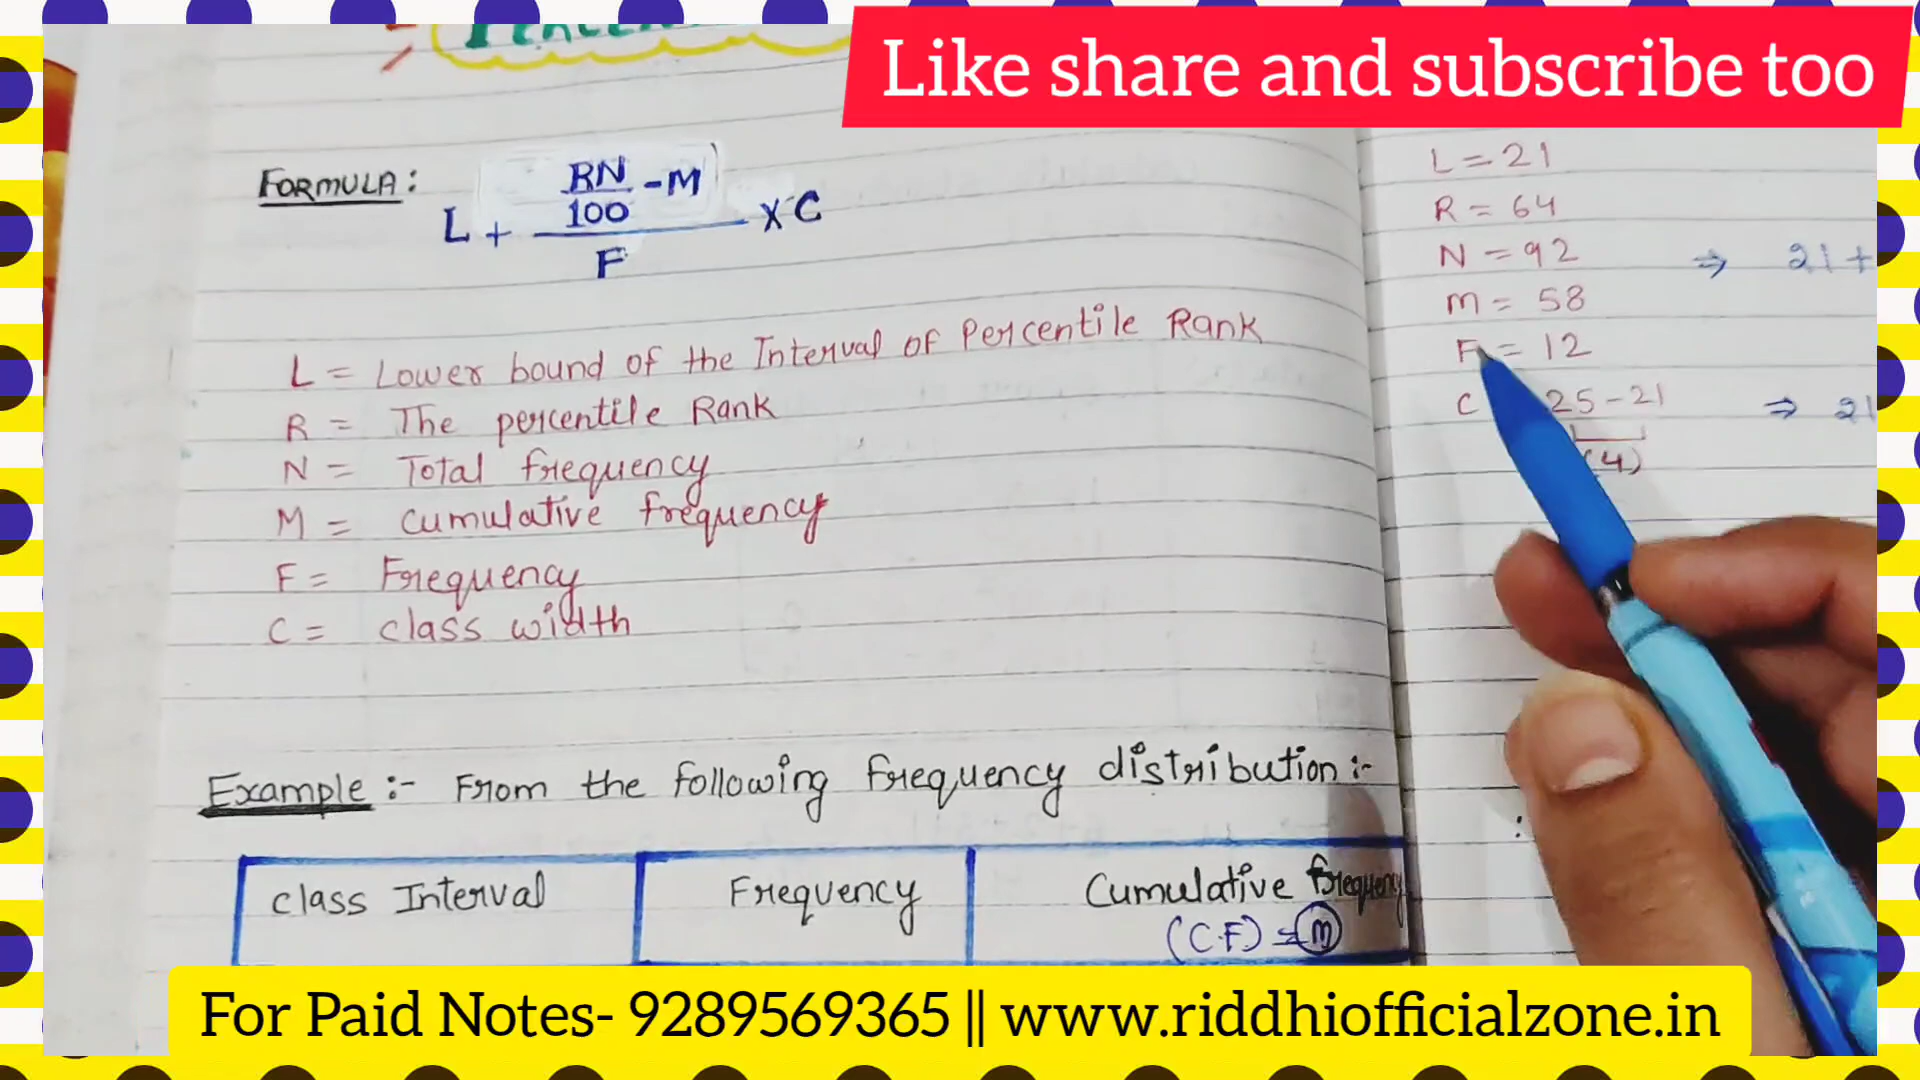 Like share and subscribe too
FORMULA:
L + RN/100 - M / F × C
L = Lower bound of the Interval of Percentile Rank
R = The percentile Rank
N = Total frequency
M = cumulative frequency
F = Frequency
C = class width
Example :- From the following frequency distribution :-
class Interval
Frequency
Cumulative frequency
(C.F) = m
L = 21
R = 64
N = 92
m = 58
F = 12
C 25 - 21
(4)
⇒ 21 +
⇒ 21
For Paid Notes- 9289569365 || www.riddhiofficialzone.in